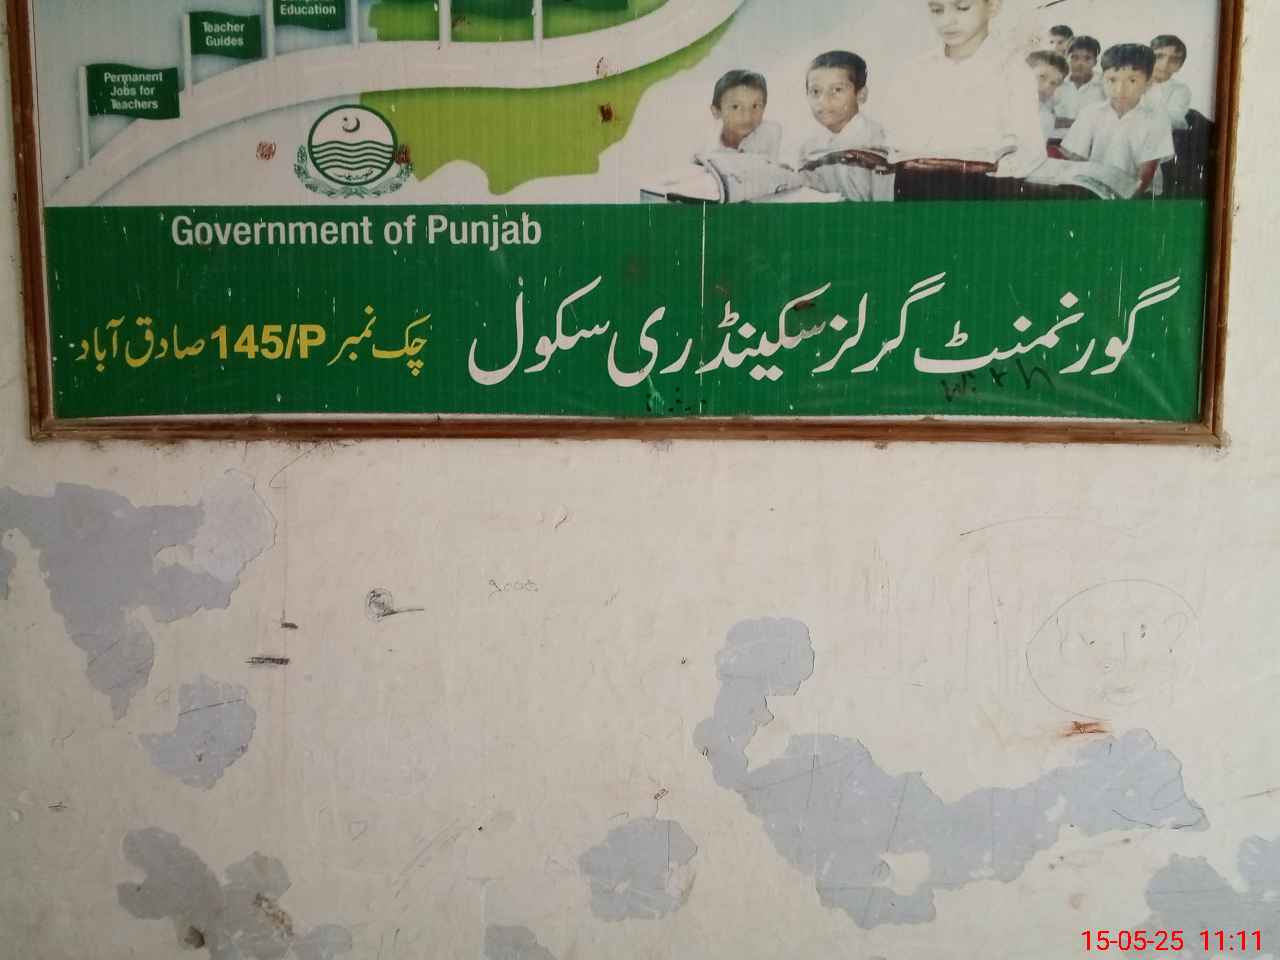 Education
Teacher
Guides
Permanent
Jobs for
Teachers
Government of Punjab
گورنمنٹ گرلز سکینڈری سکول چک نمبر 145/P صادق آباد
15-05-25 11:11